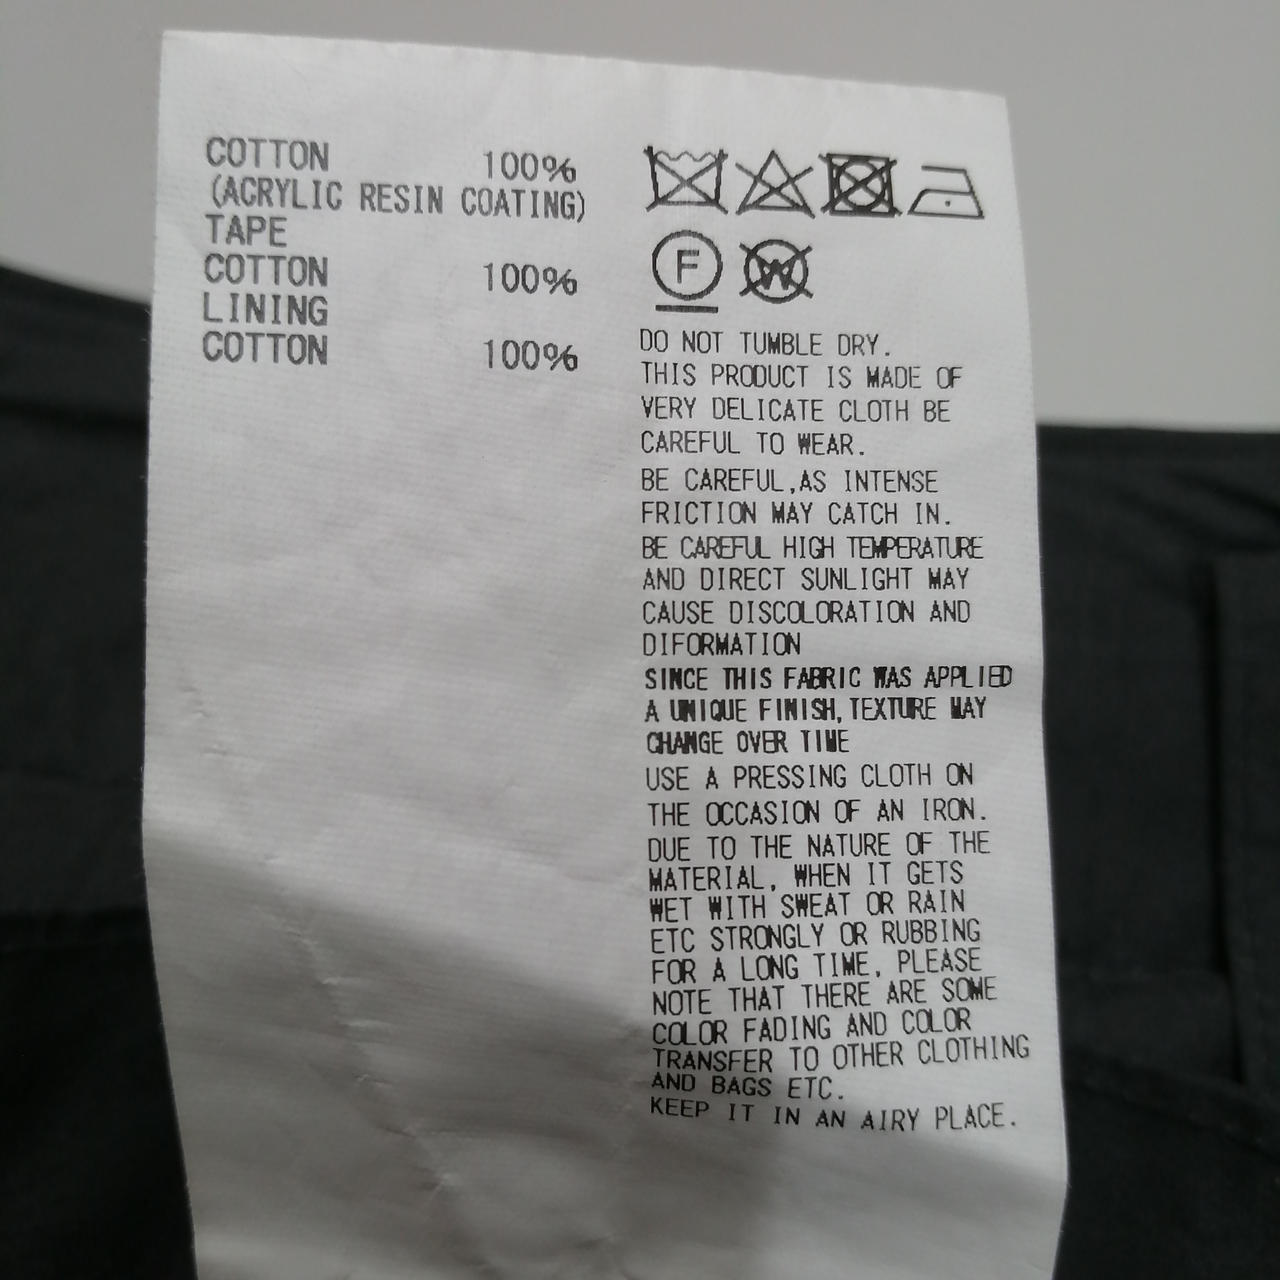 COTTON 100%
(ACRYLIC RESIN COATING)
TAPE
COTTON 100%
LINING
COTTON 100%
F W
DO NOT TUMBLE DRY.
THIS PRODUCT IS MADE OF
VERY DELICATE CLOTH BE
CAREFUL TO WEAR.
BE CAREFUL,AS INTENSE
FRICTION MAY CATCH IN.
BE CAREFUL HIGH TEMPERATURE
AND DIRECT SUNLIGHT MAY
CAUSE DISCOLORATION AND
DIFORMATION
SINCE THIS FABRIC WAS APPLIED
A UNIQUE FINISH, TEXTURE MAY
CHANGE OVER TIME
USE A PRESSING CLOTH ON
THE OCCASION OF AN IRON.
DUE TO THE NATURE OF THE
MATERIAL, WHEN IT GETS
WET WITH SWEAT OR RAIN
ETC STRONGLY OR RUBBING
FOR A LONG TIME, PLEASE
NOTE THAT THERE ARE SOME
COLOR FADING AND COLOR
TRANSFER TO OTHER CLOTHING
AND BAGS ETC.
KEEP IT IN AN AIRY PLACE.